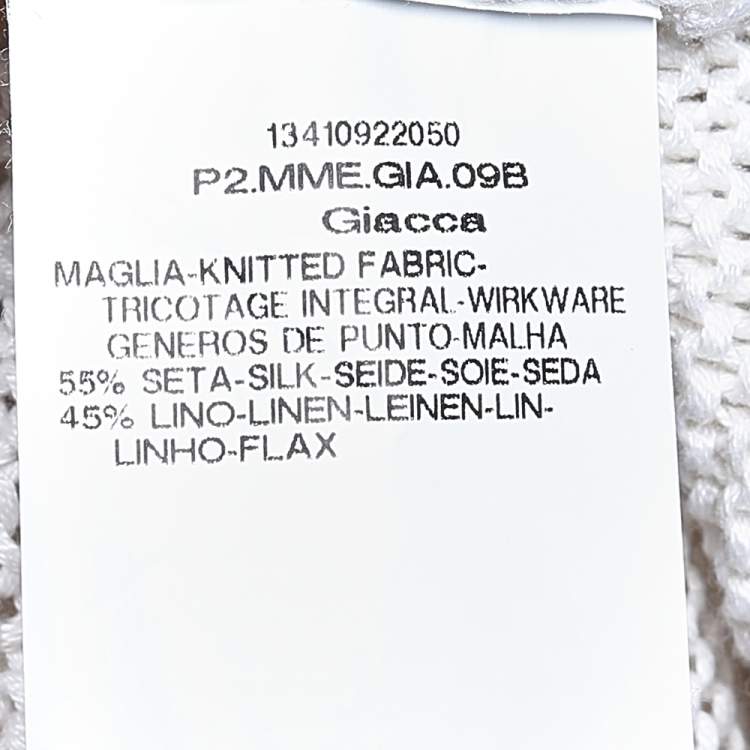 13410922050
P2.MME.GIA.09B
Giacca
MAGLIA-KNITTED FABRIC-
TRICOTAGE INTEGRAL-WIRKWARE
GENEROS DE PUNTO-MALHA
55% SETA-SILK-SEIDE-SOIE-SEDA
45% LINO-LINEN-LEINEN-LIN-
LINHO-FLAX